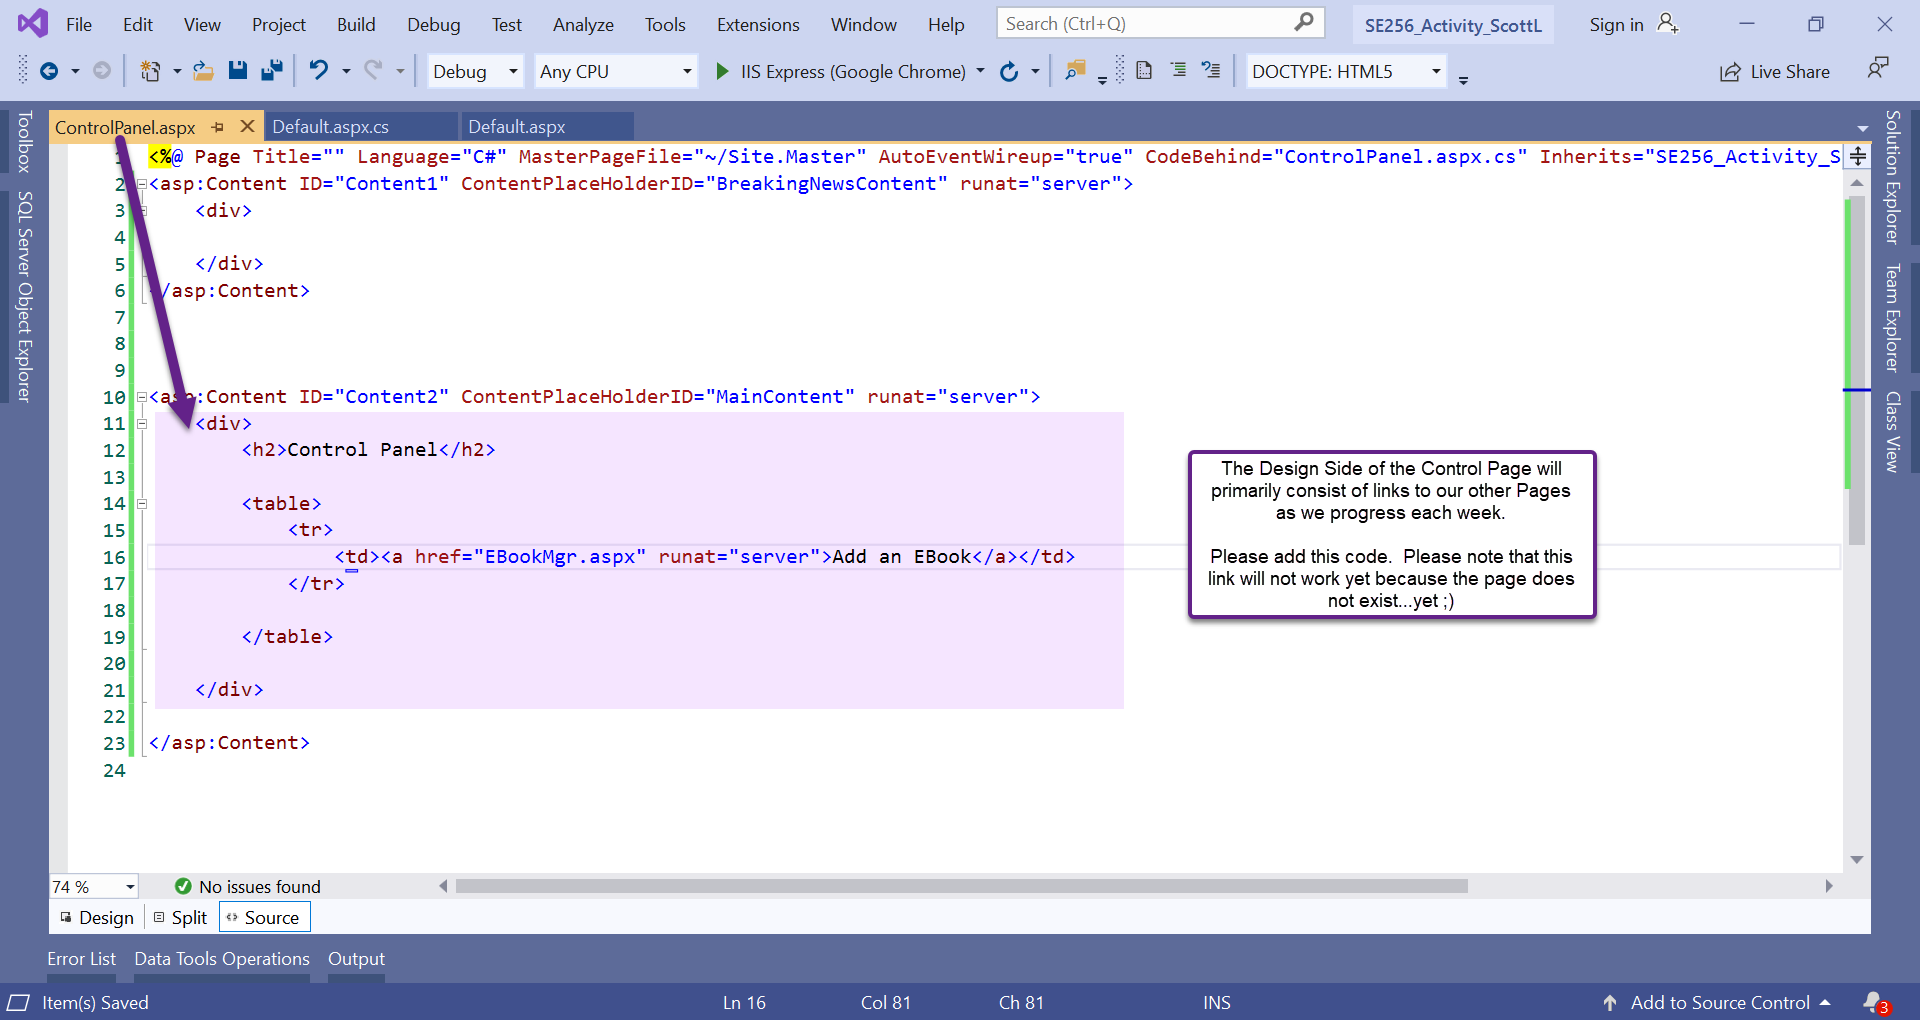 File Edit View Project Build Debug Test Analyze Tools Extensions Window Help Search (Ctrl+Q) SE256_Activity_ScottL Sign in
Debug Any CPU IIS Express (Google Chrome) DOCTYPE: HTML5 Live Share
Toolbox
SQL Server Object Explorer
ControlPanel.aspx Default.aspx.cs Default.aspx
1 <%@ Page Title="" Language="C#" MasterPageFile="~/Site.Master" AutoEventWireup="true" CodeBehind="ControlPanel.aspx.cs" Inherits="SE256_Activity_S
2 <asp:Content ID="Content1" ContentPlaceHolderID="BreakingNewsContent" runat="server">
3 <div>
4
5 </div>
6 </asp:Content>
7
8
9
10 <asp:Content ID="Content2" ContentPlaceHolderID="MainContent" runat="server">
11 <div>
12 <h2>Control Panel</h2>
13
14 <table>
15 <tr>
16 <td><a href="EBookMgr.aspx" runat="server">Add an EBook</a></td>
17 </tr>
18
19 </table>
20
21 </div>
22
23 </asp:Content>
24
The Design Side of the Control Page will
primarily consist of links to our other Pages
as we progress each week.
Please add this code. Please note that this
link will not work yet because the page does
not exist...yet ;)
Solution Explorer
Team Explorer
Class View
74 % No issues found
Design Split Source
Error List Data Tools Operations Output
Item(s) Saved Ln 16 Col 81 Ch 81 INS Add to Source Control 3